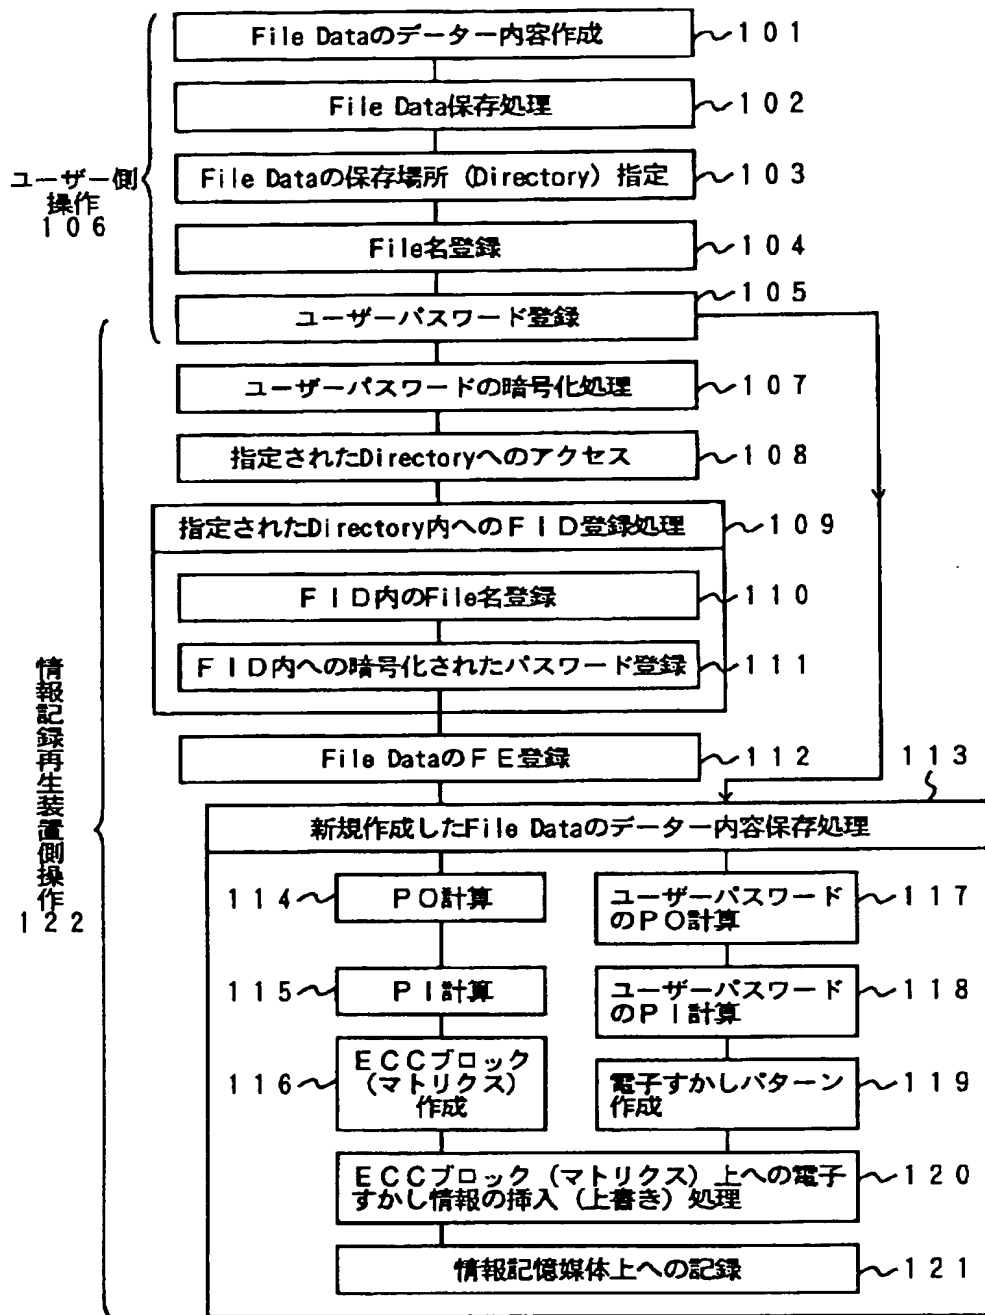 File Dataのデーター内容作成
101
File Data保存処理
102
File Dataの保存場所（Directory）指定
103
File名登録
104
ユーザーパスワード登録
105
ユーザー側
操作
106
ユーザーパスワードの暗号化処理
107
指定されたDirectoryへのアクセス
108
指定されたDirectory内へのＦＩＤ登録処理
109
ＦＩＤ内のFile名登録
110
ＦＩＤ内への暗号化されたパスワード登録
111
File DataのＦＥ登録
112
113
新規作成したFile Dataのデーター内容保存処理
情報記録再生装置側操作
122
114
ＰＯ計算
ユーザーパスワード
のＰＯ計算
117
115
ＰＩ計算
ユーザーパスワード
のＰＩ計算
118
116
ＥＣＣブロック
（マトリクス）
作成
電子すかしパターン
作成
119
ＥＣＣブロック（マトリクス）上への電子
すかし情報の挿入（上書き）処理
120
情報記憶媒体上への記録
121